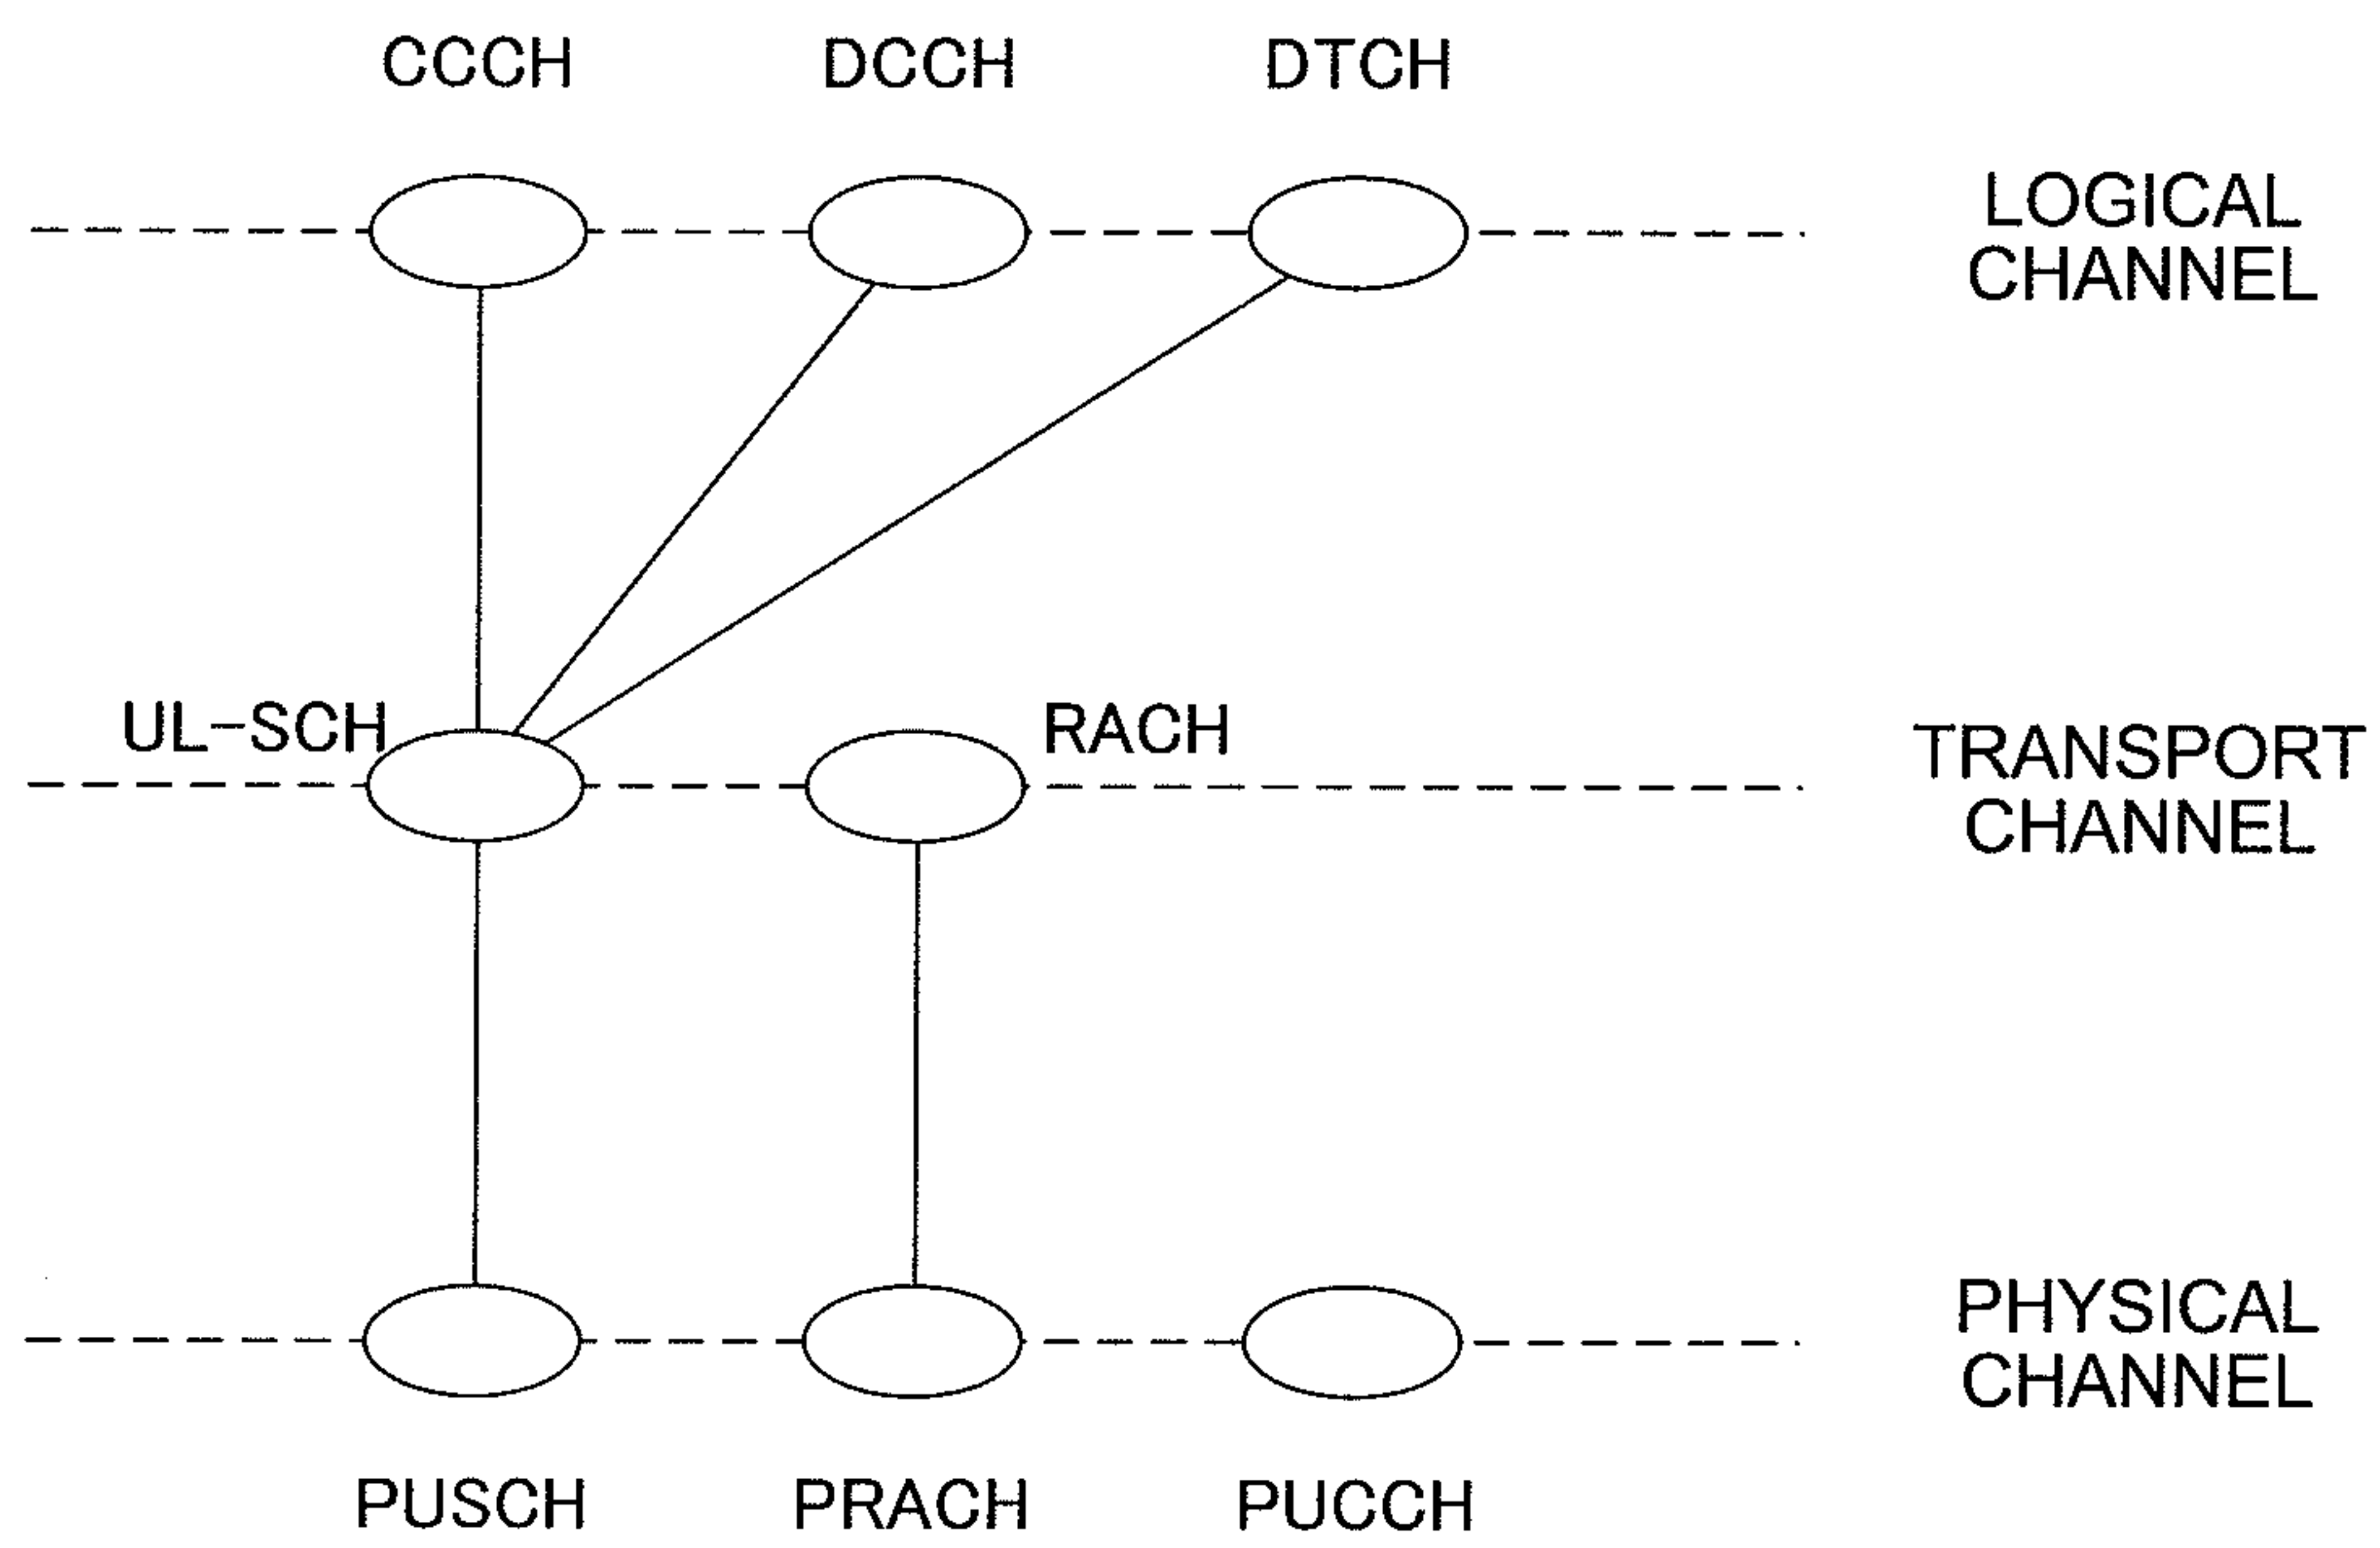 CCCH
DCCH
DTCH
LOGICAL
CHANNEL
UL-SCH
RACH
TRANSPORT
CHANNEL
PHYSICAL
CHANNEL
PUSCH
PRACH
PUCCH